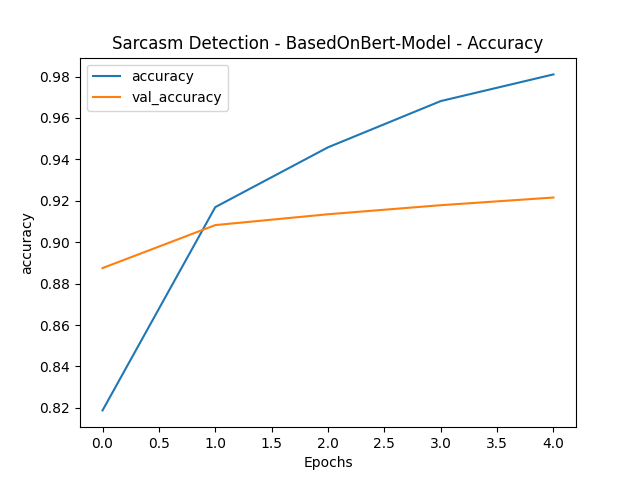 Sarcasm Detection - BasedOnBert-Model - Accuracy
accuracy
val_accuracy
0.98
0.96
0.94
0.92
0.90
0.88
0.86
0.84
0.82
accuracy
0.0 0.5 1.0 1.5 2.0 2.5 3.0 3.5 4.0
Epochs